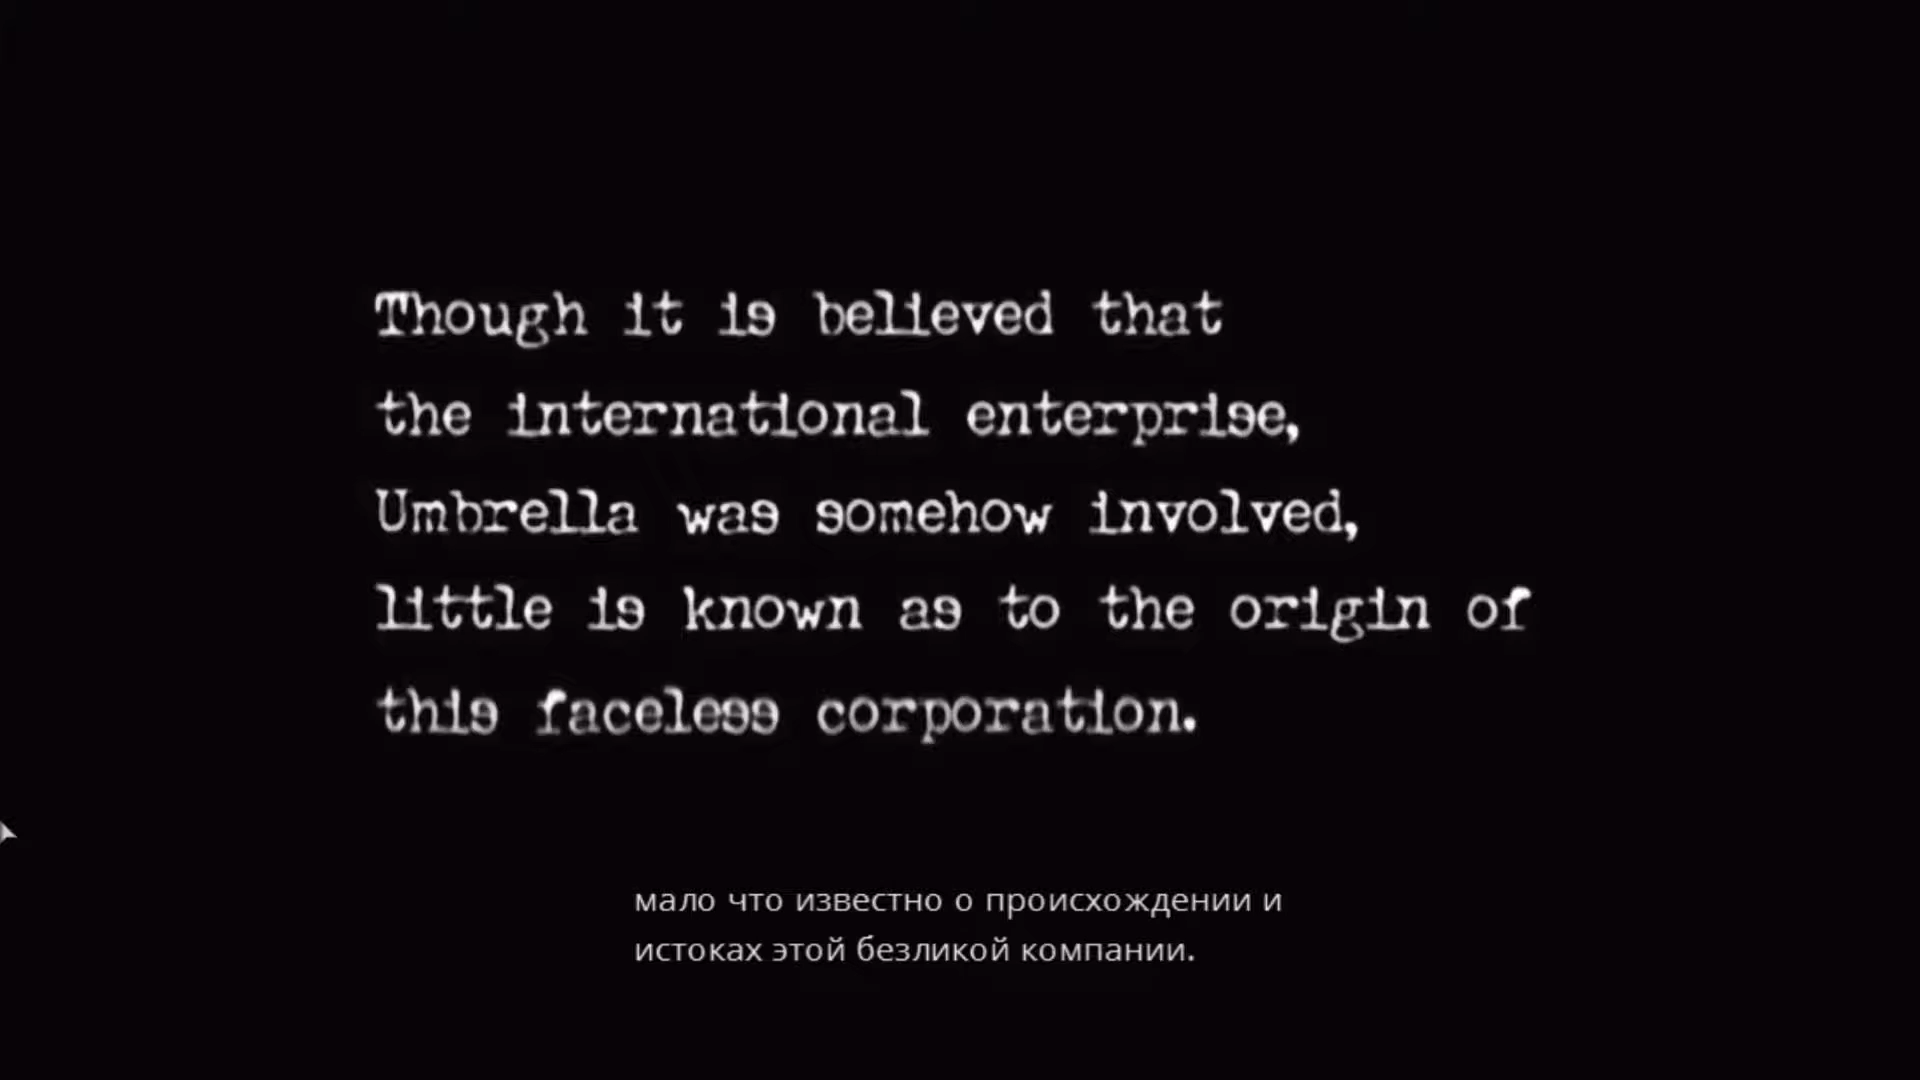 Though it is believed that
the international enterprise,
Umbrella was somehow involved,
little is known as to the origin of
this faceless corporation.
мало что известно о происхождении и
истоках этой безликой компании.